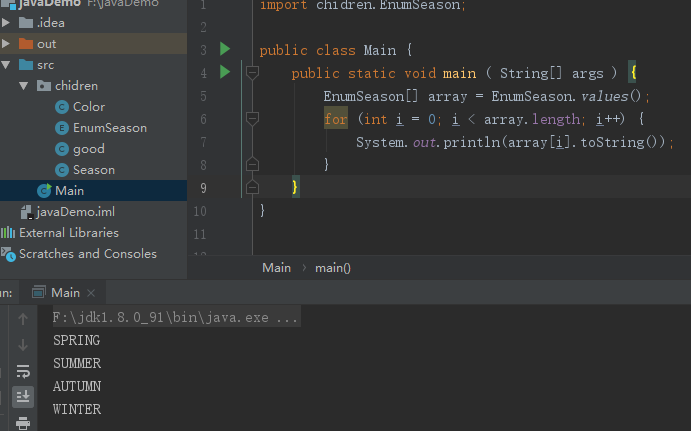 javaDemo F:\javaDemo
.idea
out
src
chidren
Color
EnumSeason
good
Season
Main
javaDemo.iml
External Libraries
Scratches and Consoles
1 import chidren.EnumSeason;
2
3 public class Main {
4 public static void main ( String[] args ) {
5 EnumSeason[] array = EnumSeason.values();
6 for (int i = 0; i < array.length; i++) {
7 System.out.println(array[i].toString());
8 }
9 }
10 }
11
Main › main()
un: Main ×
F:\jdk1.8.0_91\bin\java.exe ...
SPRING
SUMMER
AUTUMN
WINTER